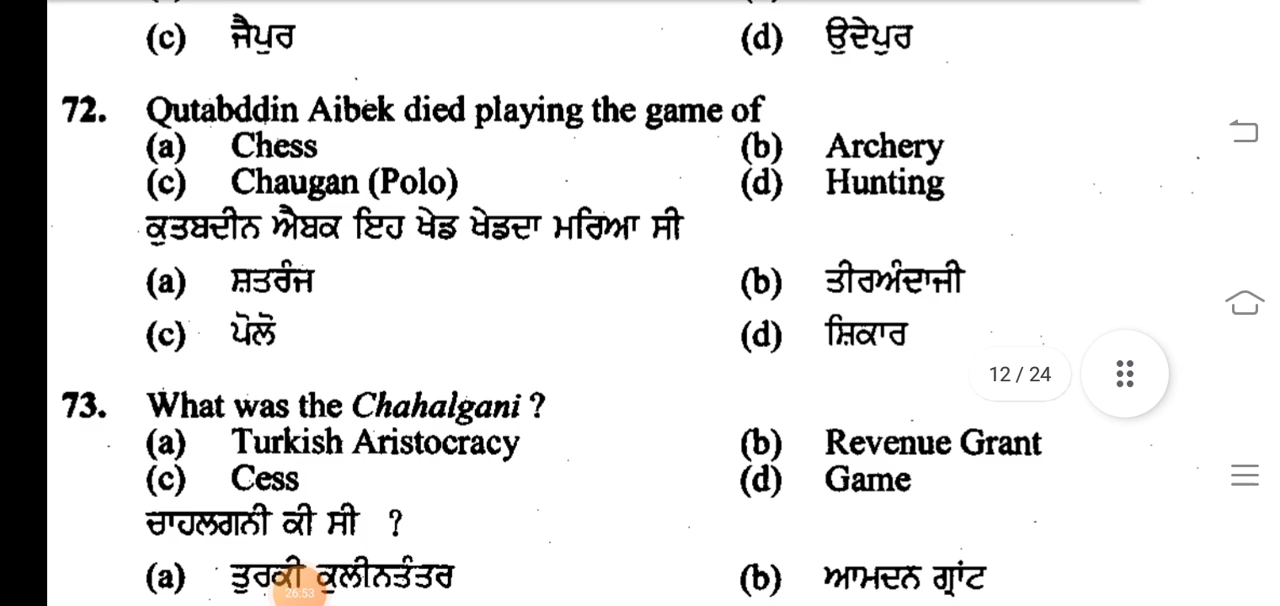 (c) ਜੈਪੁਰ (d) ਉਦੇਪੁਰ
72. Qutabddin Aibek died playing the game of
(a) Chess (b) Archery
(c) Chaugan (Polo) (d) Hunting
ਕੁਤਬਦੀਨ ਐਬਕ ਇਹ ਖੇਡ ਖੇਡਦਾ ਮਰਿਆ ਸੀ
(a) ਸ਼ਤਰੰਜ (b) ਤੀਰਅੰਦਾਜੀ
(c) ਪੋਲੋ (d) ਸ਼ਿਕਾਰ
12 / 24
73. What was the Chahalgani ?
(a) Turkish Aristocracy (b) Revenue Grant
(c) Cess (d) Game
ਚਾਹਲਗਨੀ ਕੀ ਸੀ ?
(a) ਤੁਰਕੀ ਕੁਲੀਨਤੰਤਰ (b) ਆਮਦਨ ਗ੍ਰਾਂਟ
26:53